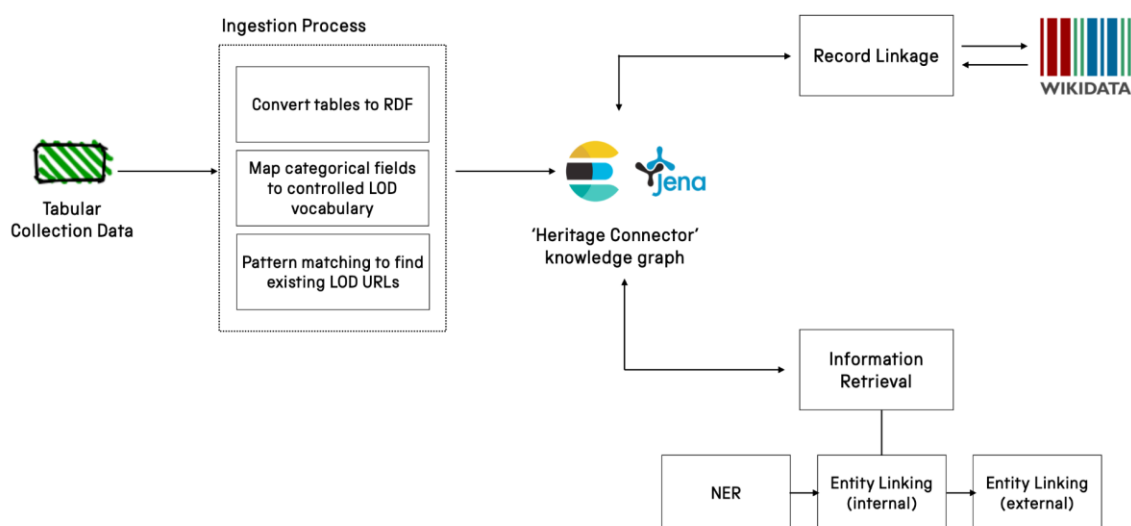 Ingestion Process
Convert tables to RDF
Map categorical fields
to controlled LOD
vocabulary
Pattern matching to find
existing LOD URLs
Tabular
Collection Data
Jena
'Heritage Connector'
knowledge graph
Record Linkage
WIKIDATA
Information
Retrieval
NER
Entity Linking
(internal)
Entity Linking
(external)